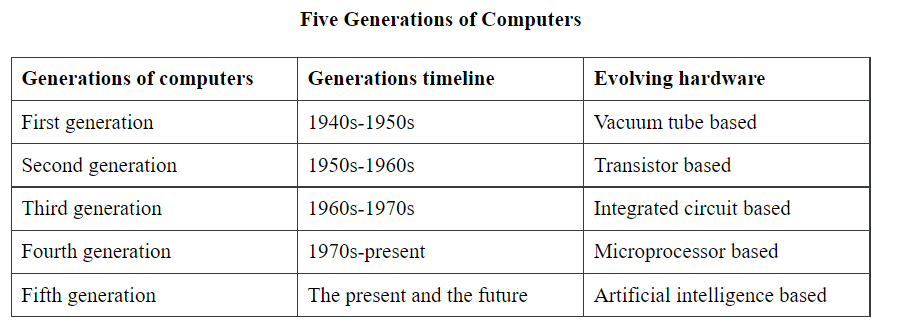 Five Generations of Computers
Generations of computers Generations timeline Evolving hardware
First generation 1940s-1950s Vacuum tube based
Second generation 1950s-1960s Transistor based
Third generation 1960s-1970s Integrated circuit based
Fourth generation 1970s-present Microprocessor based
Fifth generation The present and the future Artificial intelligence based